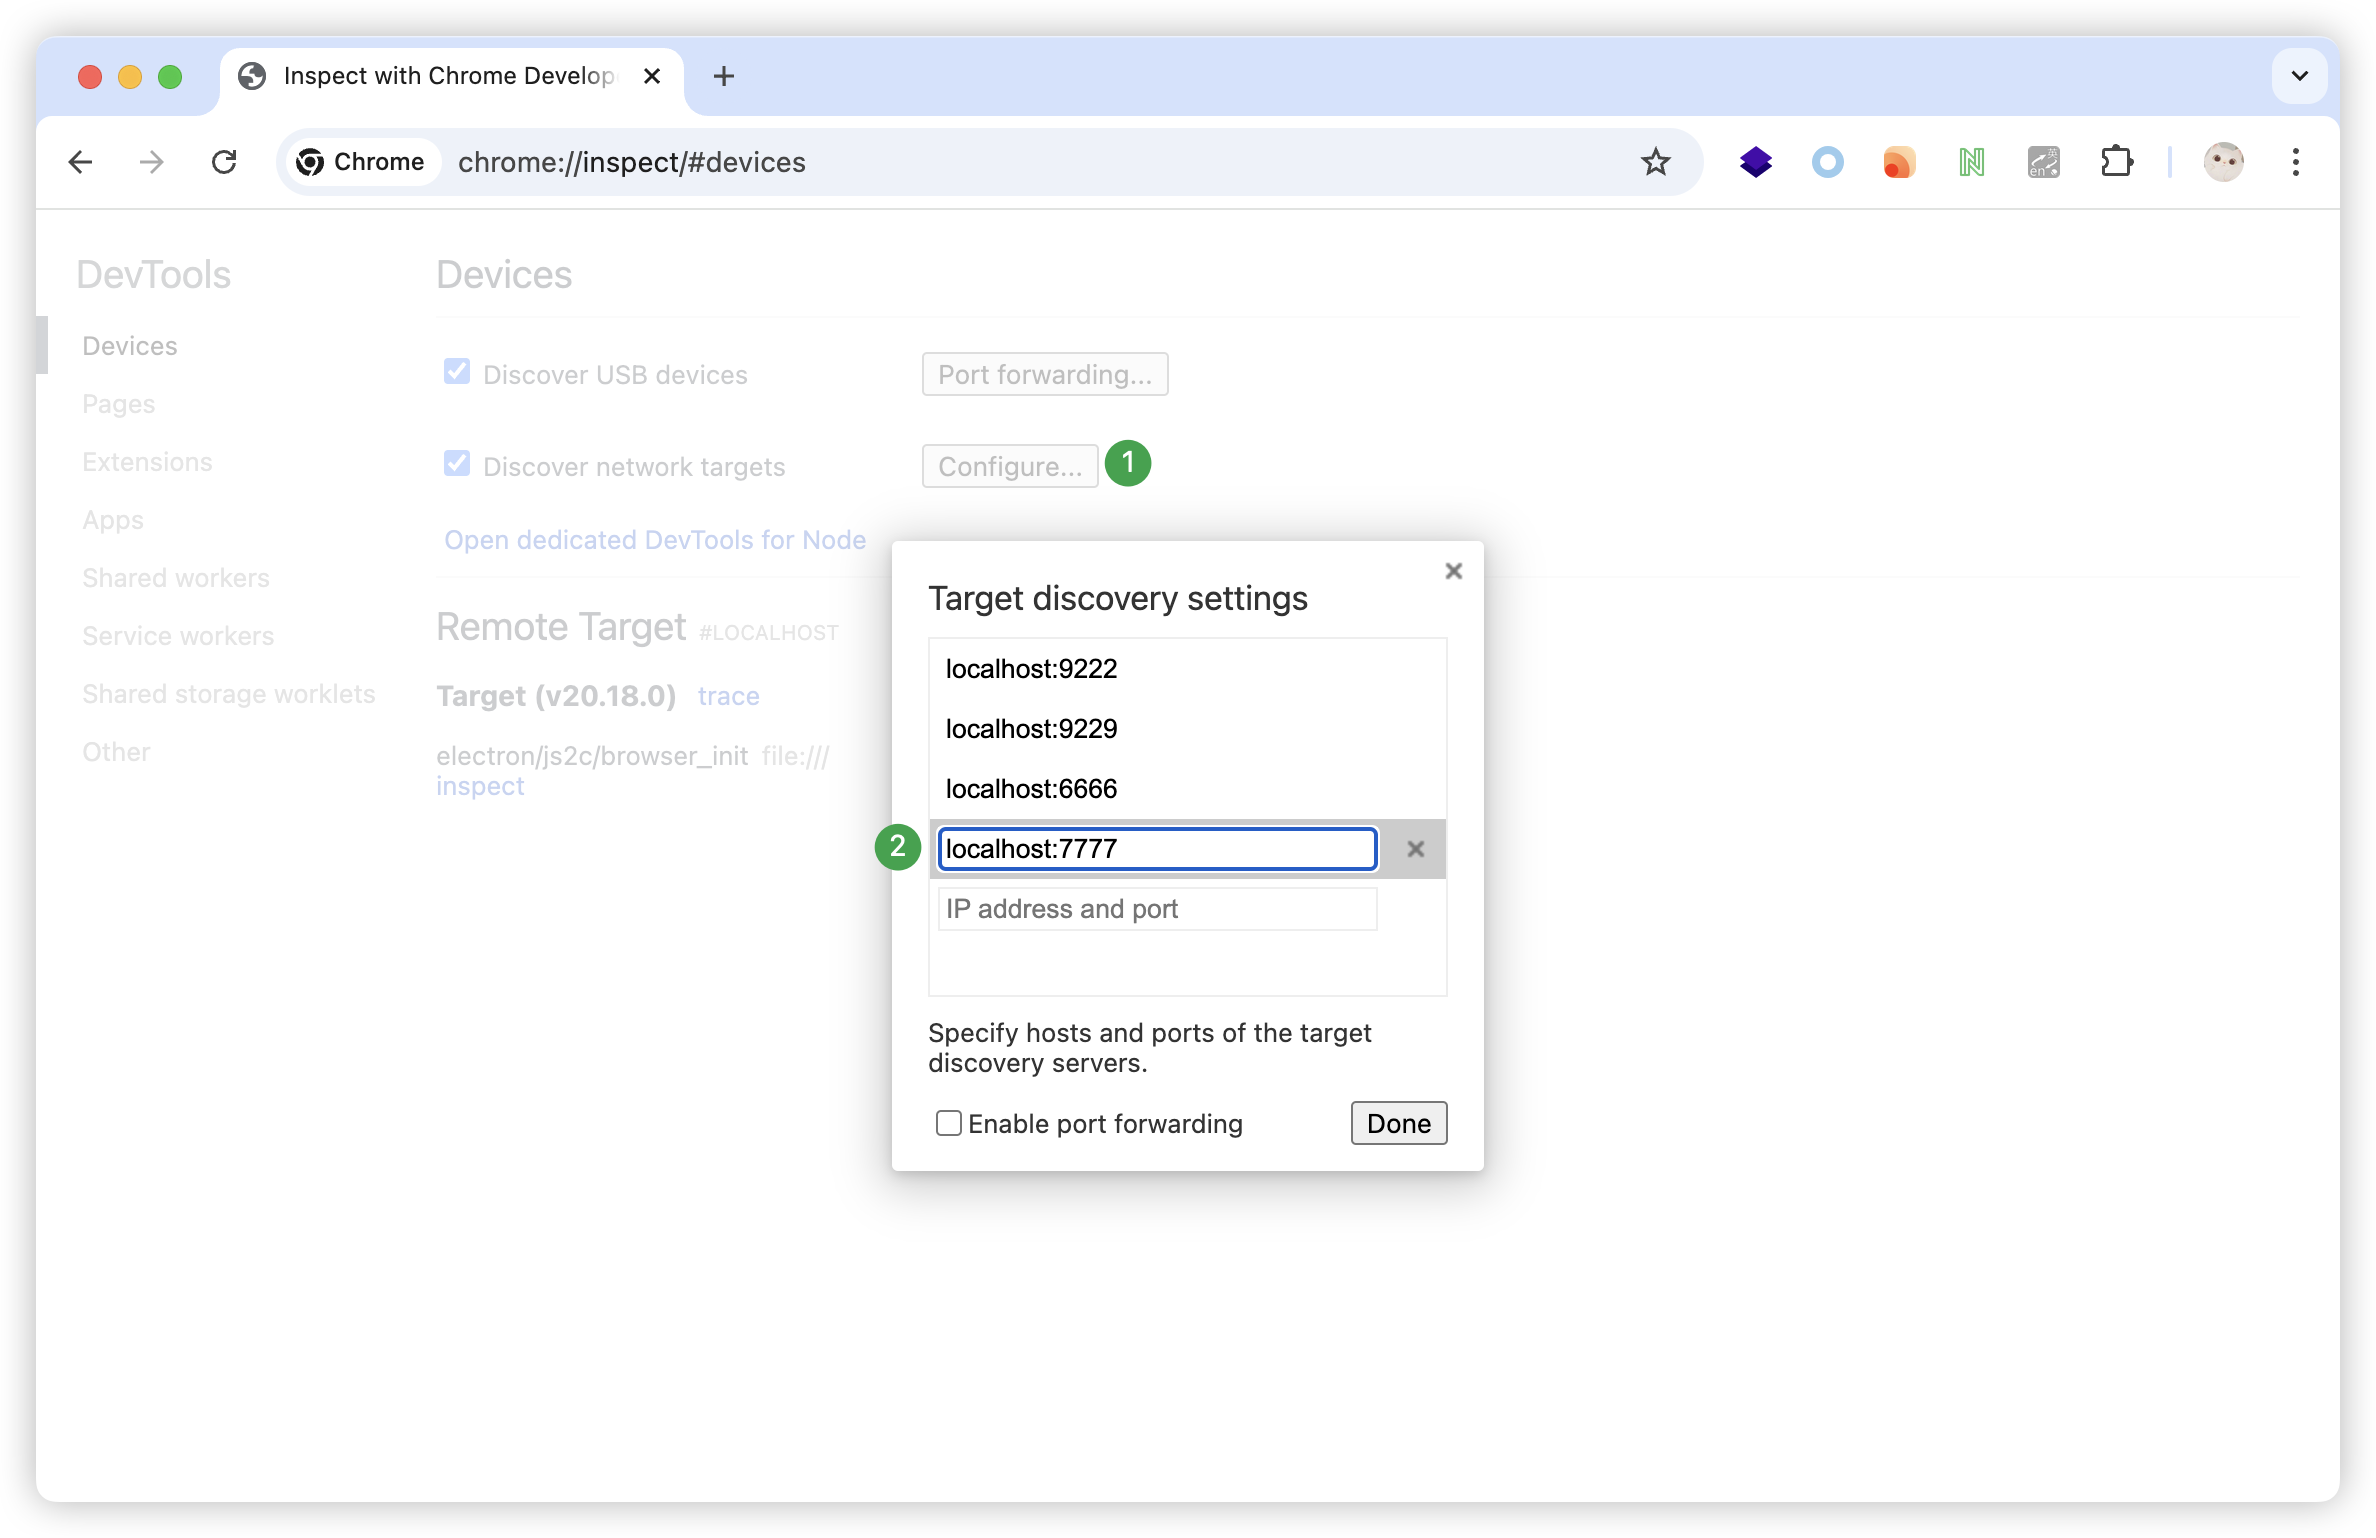 Inspect with Chrome Develop
Chrome
chrome://inspect/#devices
英
en
DevTools
Devices
Pages
Extensions
Apps
Shared workers
Service workers
Shared storage worklets
Other
Devices
Discover USB devices
Port forwarding...
Discover network targets
Configure...
1
Open dedicated DevTools for Node
Remote Target #LOCALHOST
Target (v20.18.0) trace
electron/js2c/browser_init file:///
inspect
Target discovery settings
localhost:9222
localhost:9229
localhost:6666
2
localhost:7777
IP address and port
Specify hosts and ports of the target
discovery servers.
Enable port forwarding
Done